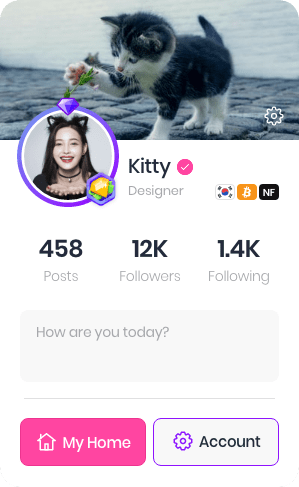 Kitty
Designer
NF
458 12K 1.4K
Posts Followers Following
How are you today?
My Home Account